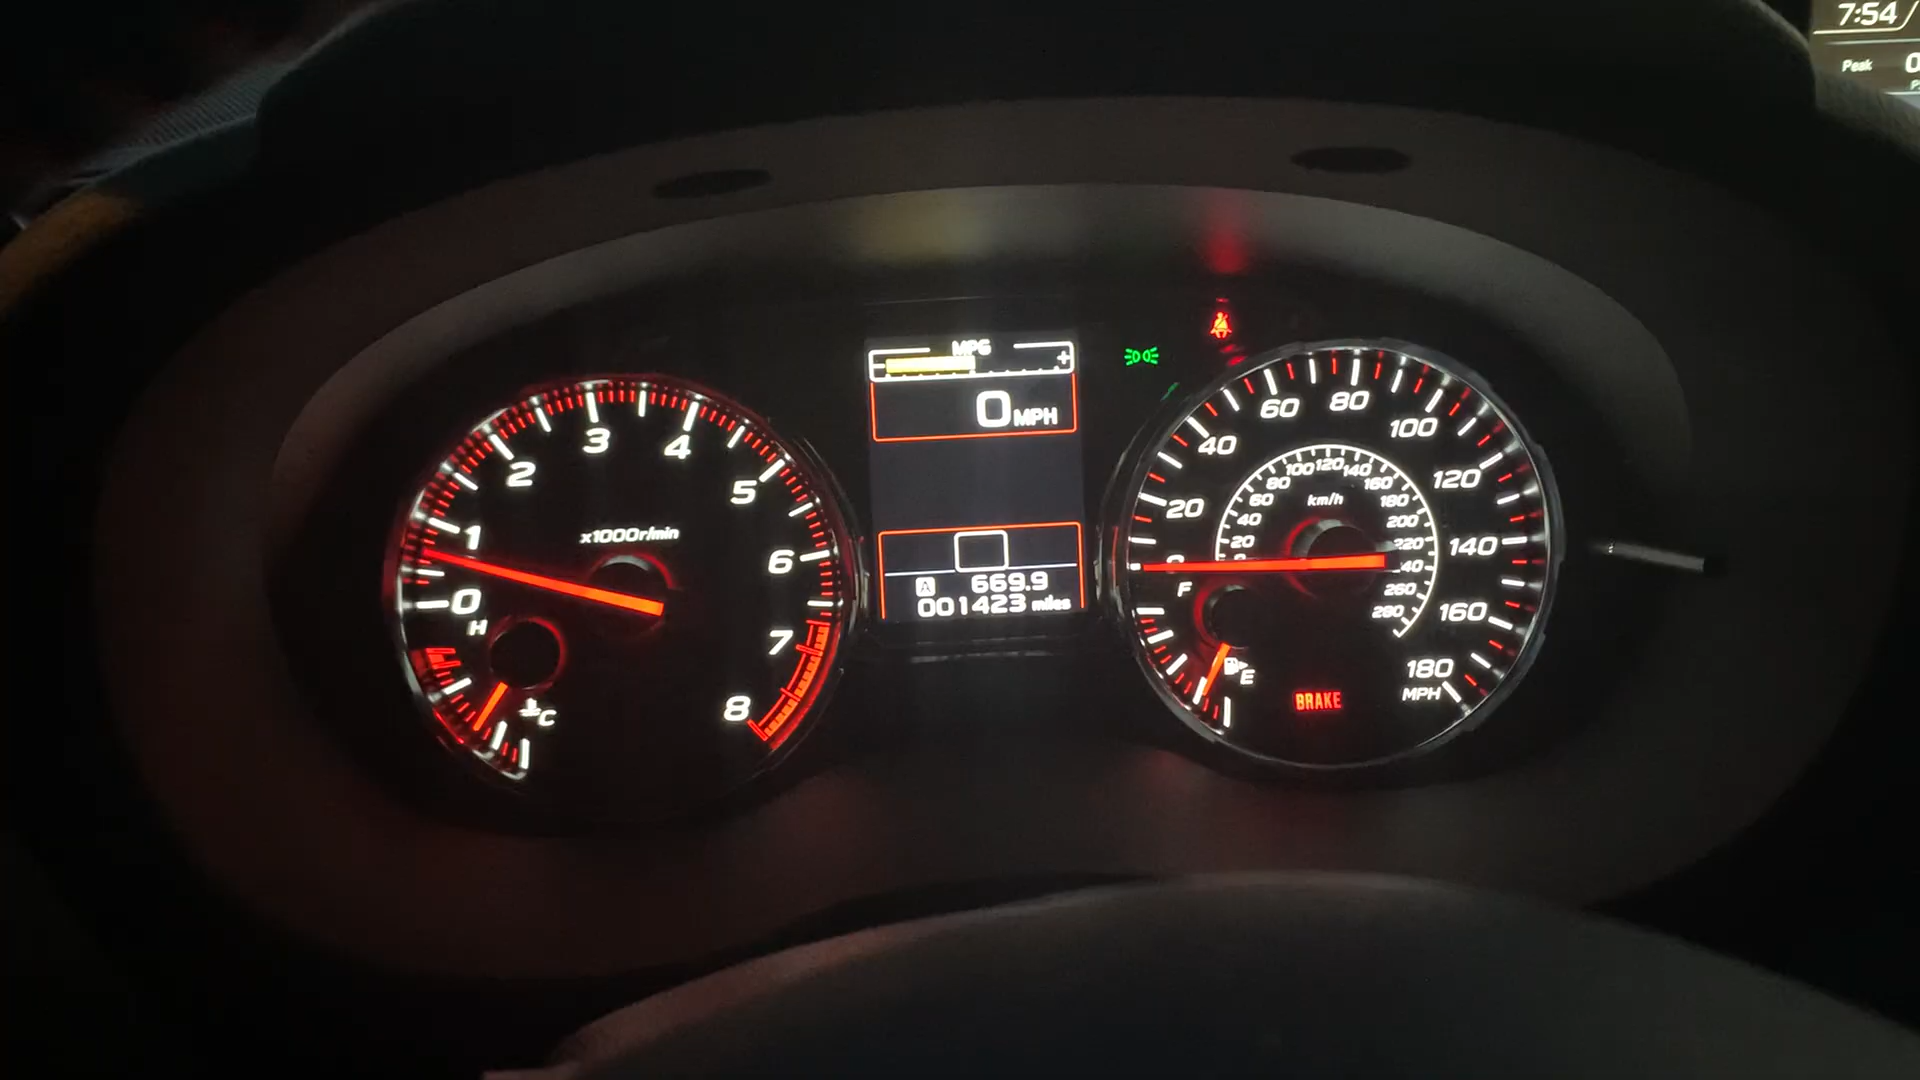 7:54
Peak 0
MPG
- +
0 MPH
A 669.9
001423 miles
0 1 2 3 4 5 6 7 8
x1000r/min
H
C
20 40 60 80 100 120 140 160 180
MPH
km/h
20 40 60 80 100 120 140 160 180 200 220 240 260 280
F
E
BRAKE